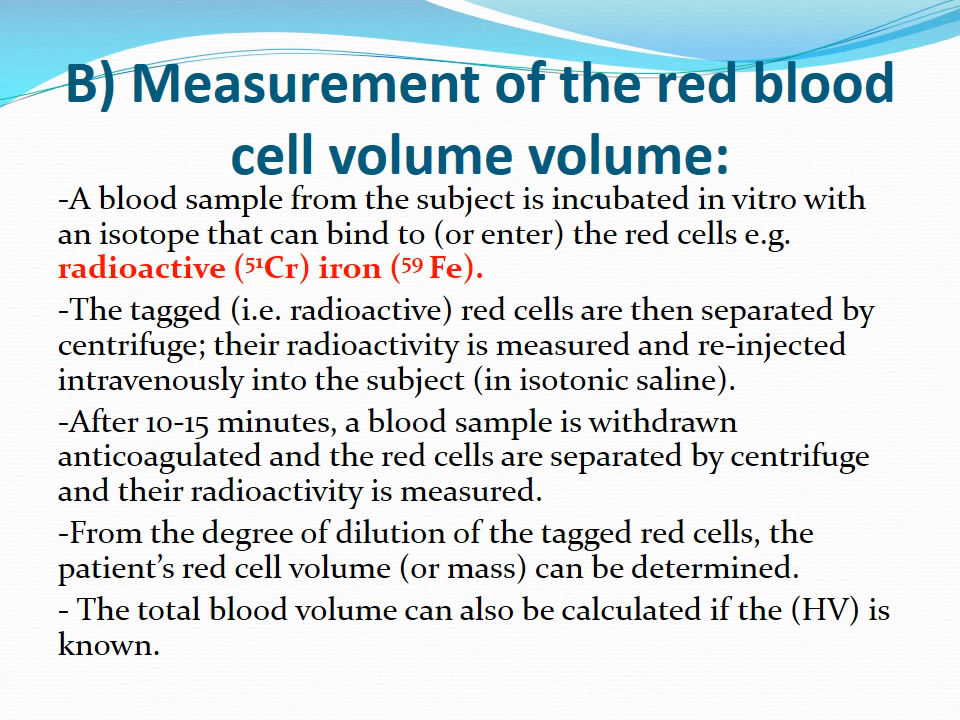 B) Measurement of the red blood
cell volume volume:
-A blood sample from the subject is incubated in vitro with
an isotope that can bind to (or enter) the red cells e.g.
radioactive (⁵¹Cr) iron (⁵⁹ Fe).
-The tagged (i.e. radioactive) red cells are then separated by
centrifuge; their radioactivity is measured and re-injected
intravenously into the subject (in isotonic saline).
-After 10-15 minutes, a blood sample is withdrawn
anticoagulated and the red cells are separated by centrifuge
and their radioactivity is measured.
-From the degree of dilution of the tagged red cells, the
patient’s red cell volume (or mass) can be determined.
- The total blood volume can also be calculated if the (HV) is
known.